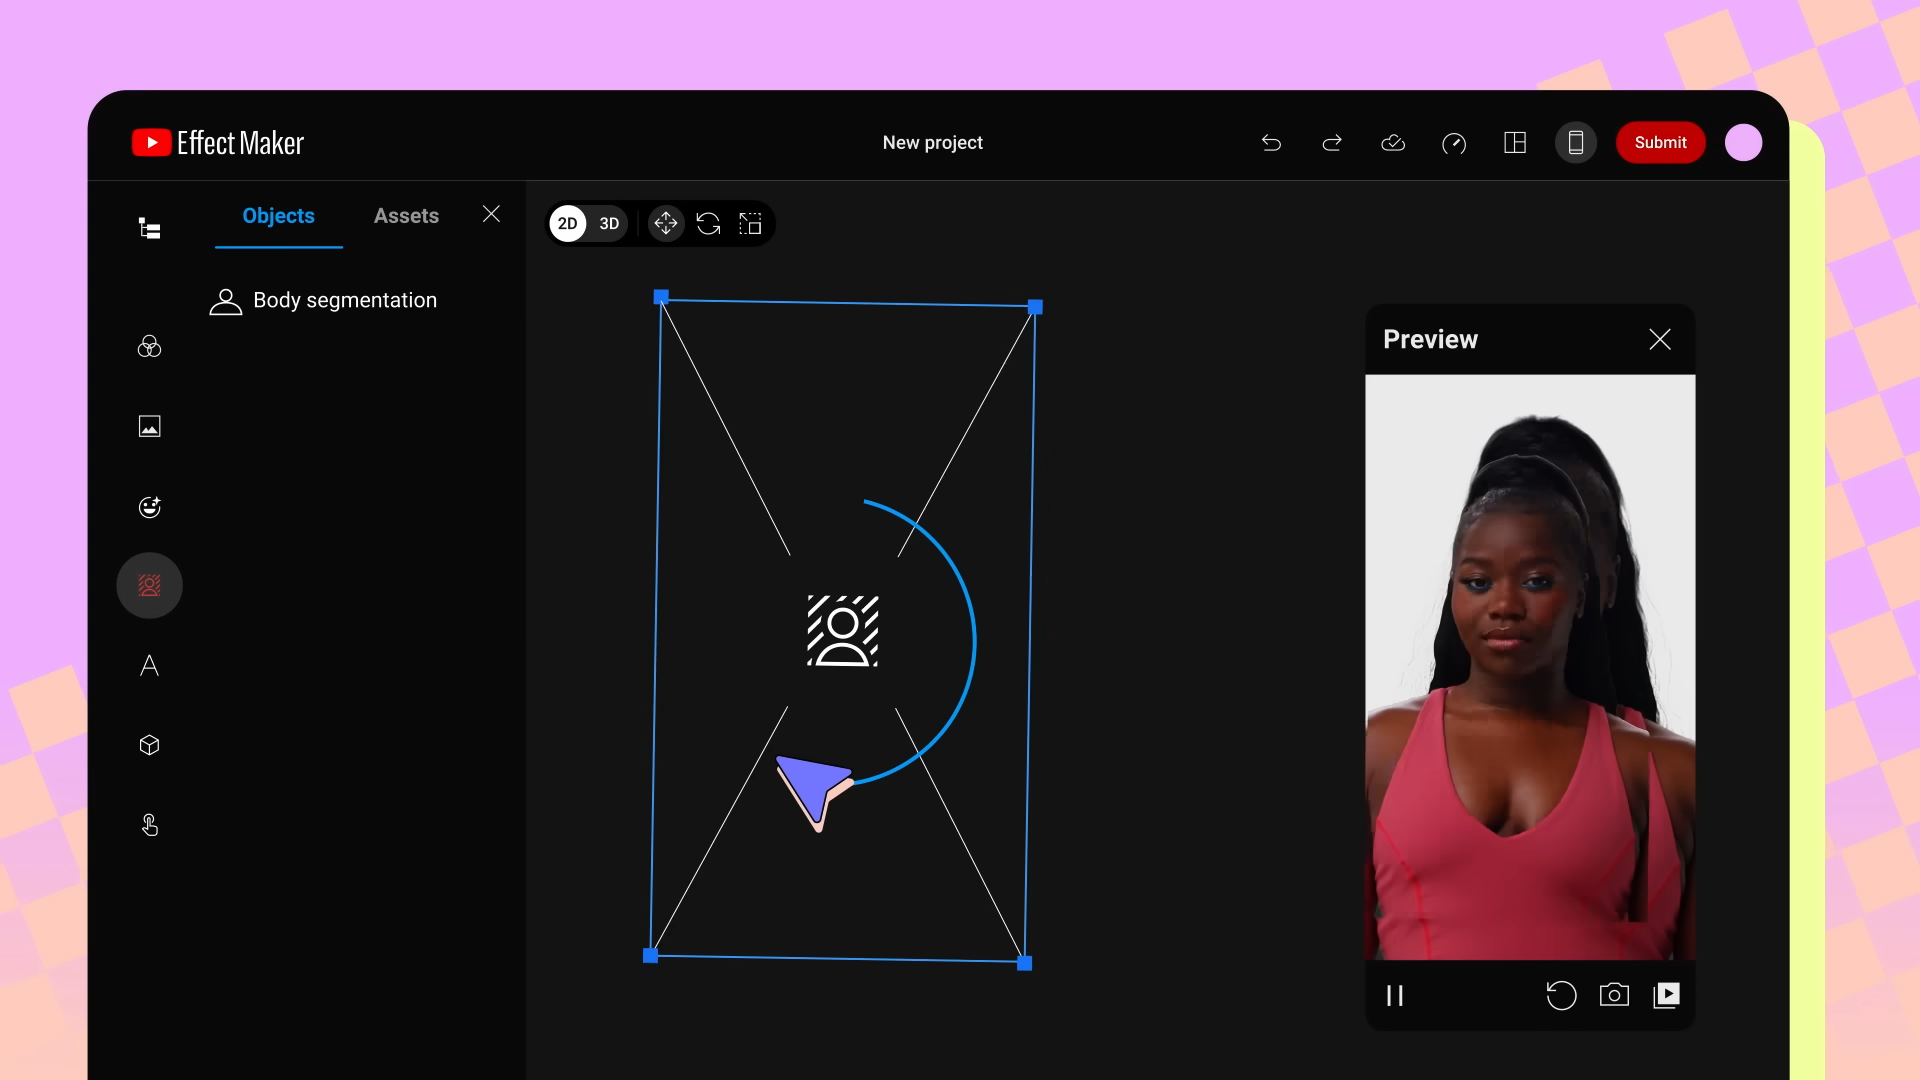 Effect Maker
New project
Submit
Objects
Assets
2D
3D
Body segmentation
Preview